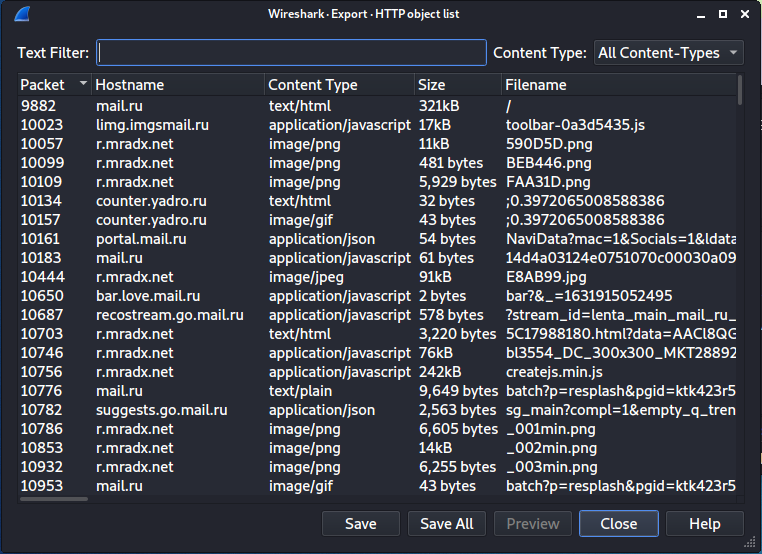 Wireshark · Export · HTTP object list
Text Filter: Content Type: All Content-Types
Packet Hostname Content Type Size Filename
9882 mail.ru text/html 321kB /
10023 limg.imgsmail.ru application/javascript 17kB toolbar-0a3d5435.js
10057 r.mradx.net image/png 11kB 590D5D.png
10099 r.mradx.net image/png 481 bytes BEB446.png
10109 r.mradx.net image/png 5,929 bytes FAA31D.png
10134 counter.yadro.ru text/html 32 bytes ;0.3972065008588386
10157 counter.yadro.ru image/gif 43 bytes ;0.3972065008588386
10161 portal.mail.ru application/json 54 bytes NaviData?mac=1&Socials=1&ldata
10183 mail.ru application/javascript 61 bytes 14d4a03124e0751070c00030a09
10444 r.mradx.net image/jpeg 91kB E8AB99.jpg
10650 bar.love.mail.ru application/javascript 2 bytes bar?&_=1631915052495
10687 recostream.go.mail.ru application/javascript 578 bytes ?stream_id=lenta_main_mail_ru_
10703 r.mradx.net text/html 3,220 bytes 5C17988180.html?data=AACl8QG
10746 r.mradx.net application/javascript 76kB bl3554_DC_300x300_MKT28892
10756 r.mradx.net application/javascript 242kB createjs.min.js
10776 mail.ru text/plain 9,649 bytes batch?p=resplash&pgid=ktk423r5
10782 suggests.go.mail.ru application/json 2,563 bytes sg_main?compl=1&empty_q_tren
10786 r.mradx.net image/png 6,605 bytes _001min.png
10853 r.mradx.net image/png 14kB _002min.png
10932 r.mradx.net image/png 6,255 bytes _003min.png
10953 mail.ru image/gif 43 bytes batch?p=resplash&pgid=ktk423r5
Save Save All Preview Close Help